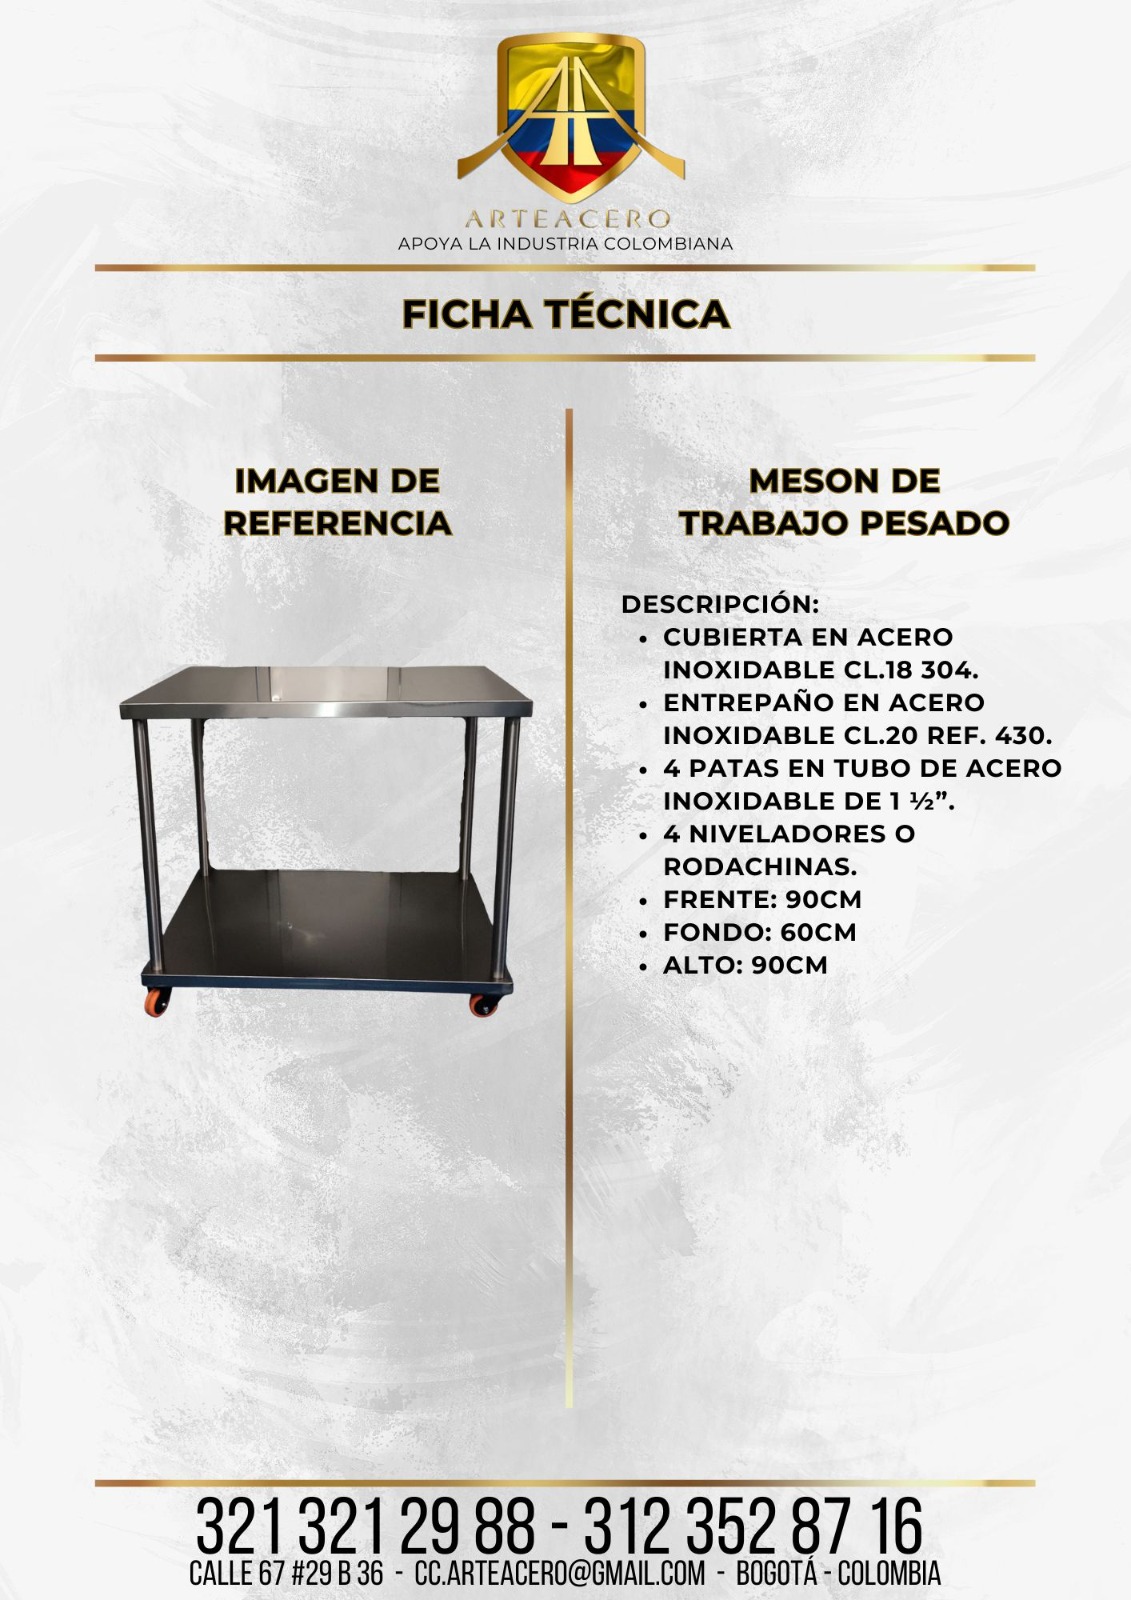 ARTEACERO
APOYA LA INDUSTRIA COLOMBIANA
FICHA TÉCNICA
IMAGEN DE
REFERENCIA
MESON DE
TRABAJO PESADO
DESCRIPCIÓN:
• CUBIERTA EN ACERO
INOXIDABLE CL.18 304.
• ENTREPAÑO EN ACERO
INOXIDABLE CL.20 REF. 430.
• 4 PATAS EN TUBO DE ACERO
INOXIDABLE DE 1 ½”.
• 4 NIVELADORES O
RODACHINAS.
• FRENTE: 90CM
• FONDO: 60CM
• ALTO: 90CM
321 321 29 88 - 312 352 87 16
CALLE 67 #29 B 36 - CC.ARTEACERO@GMAIL.COM - BOGOTÁ - COLOMBIA